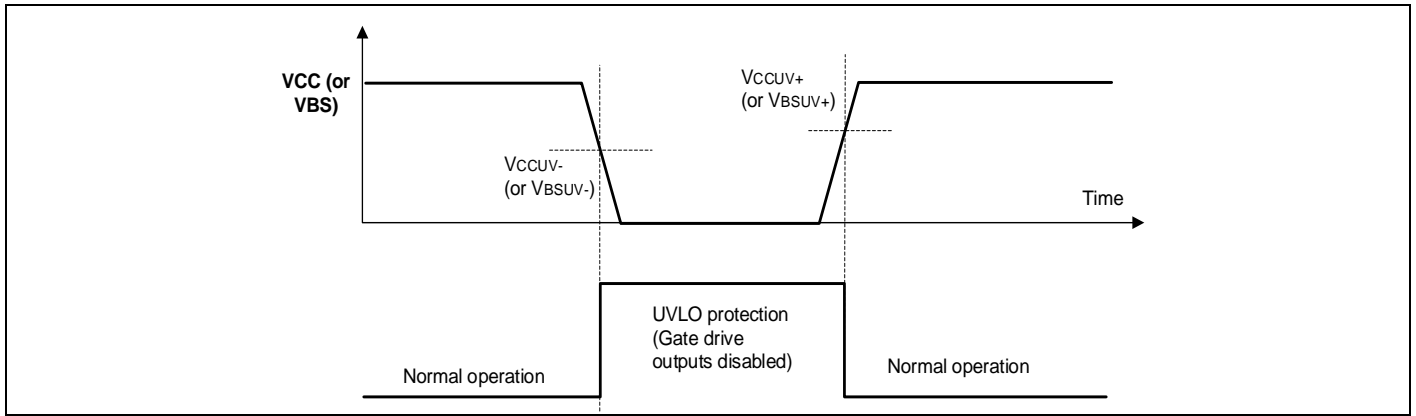 VCC (or
VBS)
VCCUV+
(or VBSUV+)
VCCUV-
(or VBSUV-)
Time
UVLO protection
(Gate drive
outputs disabled)
Normal operation
Normal operation